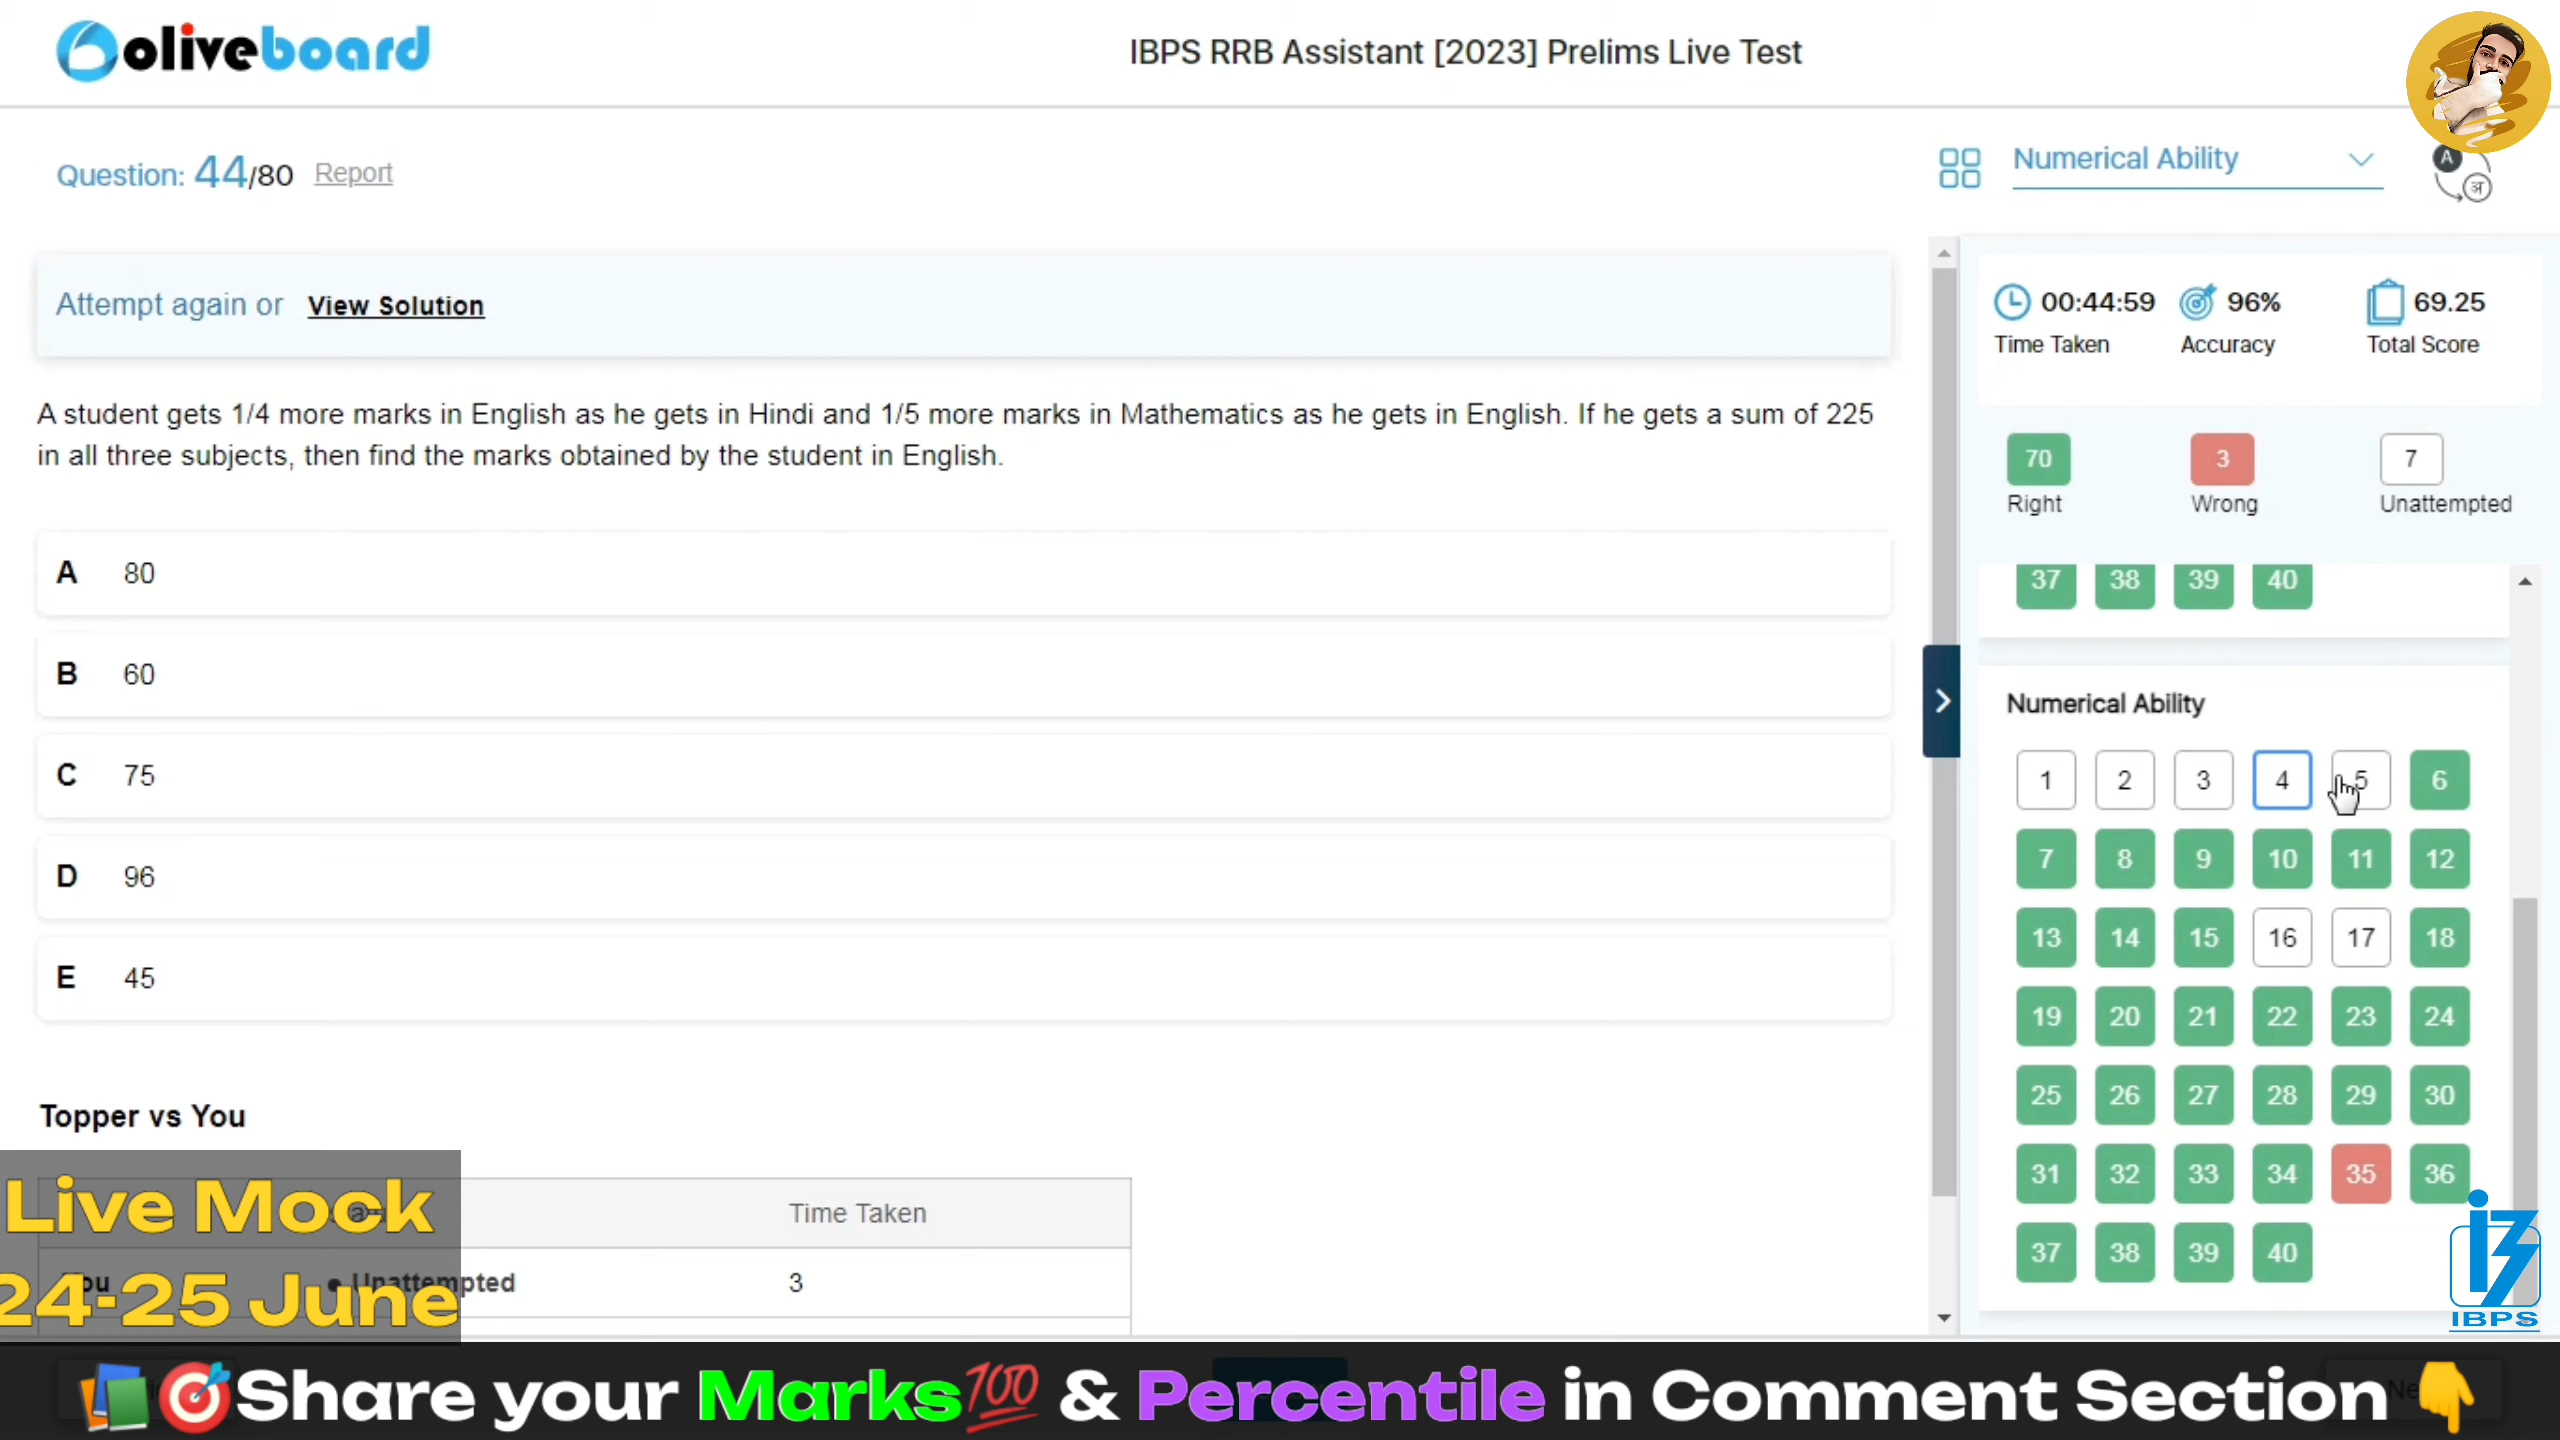 oliveboard
IBPS RRB Assistant [2023] Prelims Live Test
Question: 44/80 Report
Numerical Ability
A
अ
Attempt again or View Solution
A student gets 1/4 more marks in English as he gets in Hindi and 1/5 more marks in Mathematics as he gets in English. If he gets a sum of 225
in all three subjects, then find the marks obtained by the student in English.
A 80
B 60
C 75
D 96
E 45
Topper vs You
Time Taken
Unattempted 3
Live Mock
24-25 June
00:44:59 96% 69.25
Time Taken Accuracy Total Score
70 3 7
Right Wrong Unattempted
37 38 39 40
Numerical Ability
1 2 3 4 5 6
7 8 9 10 11 12
13 14 15 16 17 18
19 20 21 22 23 24
25 26 27 28 29 30
31 32 33 34 35 36
37 38 39 40
IBPS
Share your Marks💯 & Percentile in Comment Section